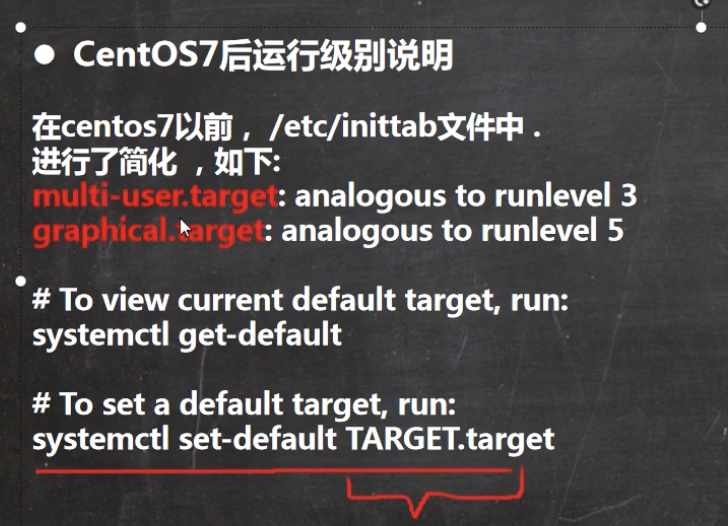 ● CentOS7后运行级别说明
在centos7以前， /etc/inittab文件中 .
进行了简化 ，如下:
multi-user.target: analogous to runlevel 3
graphical.target: analogous to runlevel 5
# To view current default target, run:
systemctl get-default
# To set a default target, run:
systemctl set-default TARGET.target